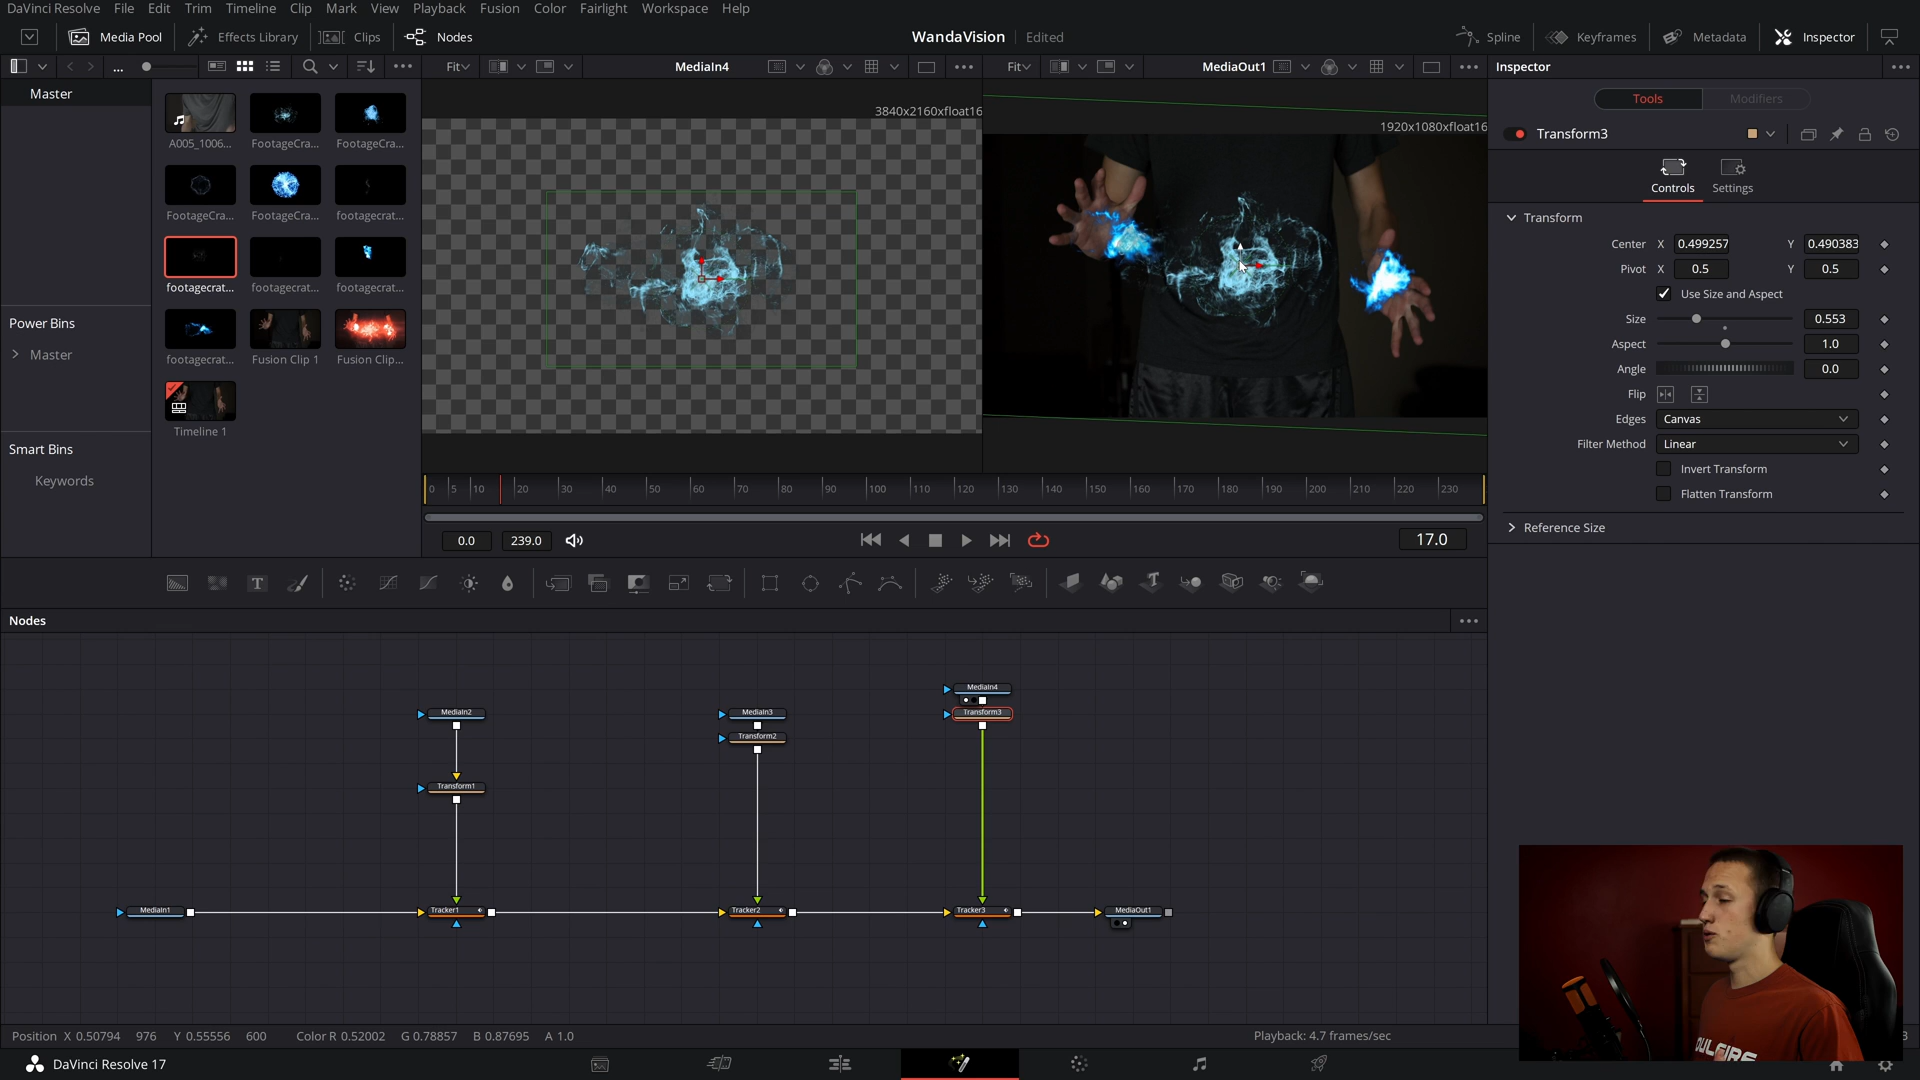 DaVinci Resolve File Edit Trim Timeline Clip Mark View Playback Fusion Color Fairlight Workspace Help
Media Pool Effects Library Clips Nodes WandaVision Edited Spline Keyframes Metadata Inspector
... Fit MediaIn4 Fit MediaOut1 Inspector
Master
3840x2160xfloat16
1920x1080xfloat16
Tools Modifiers
Transform3
Controls Settings
A005_1006... FootageCra... FootageCra...
FootageCra... FootageCra... footagecrat...
footagecrat... footagecrat... footagecrat...
footagecrat... Fusion Clip 1 Fusion Clip...
Timeline 1
Power Bins
Master
Smart Bins
Keywords
Transform
Center X 0.499257 Y 0.490383
Pivot X 0.5 Y 0.5
Use Size and Aspect
Size 0.553
Aspect 1.0
Angle 0.0
Flip
Edges Canvas
Filter Method Linear
Invert Transform
Flatten Transform
Reference Size
0 5 10 20 30 40 50 60 70 80 90 100 110 120 130 140 150 160 170 180 190 200 210 220 230
0.0 239.0 17.0
Nodes
MediaIn4
MediaIn2 MediaIn3 Transform3
Transform2
Transform1
MediaIn1 Tracker1 Tracker2 Tracker3 MediaOut1
Position X 0.50794 976 Y 0.55556 600 Color R 0.52002 G 0.78857 B 0.87695 A 1.0 Playback: 4.7 frames/sec
DaVinci Resolve 17